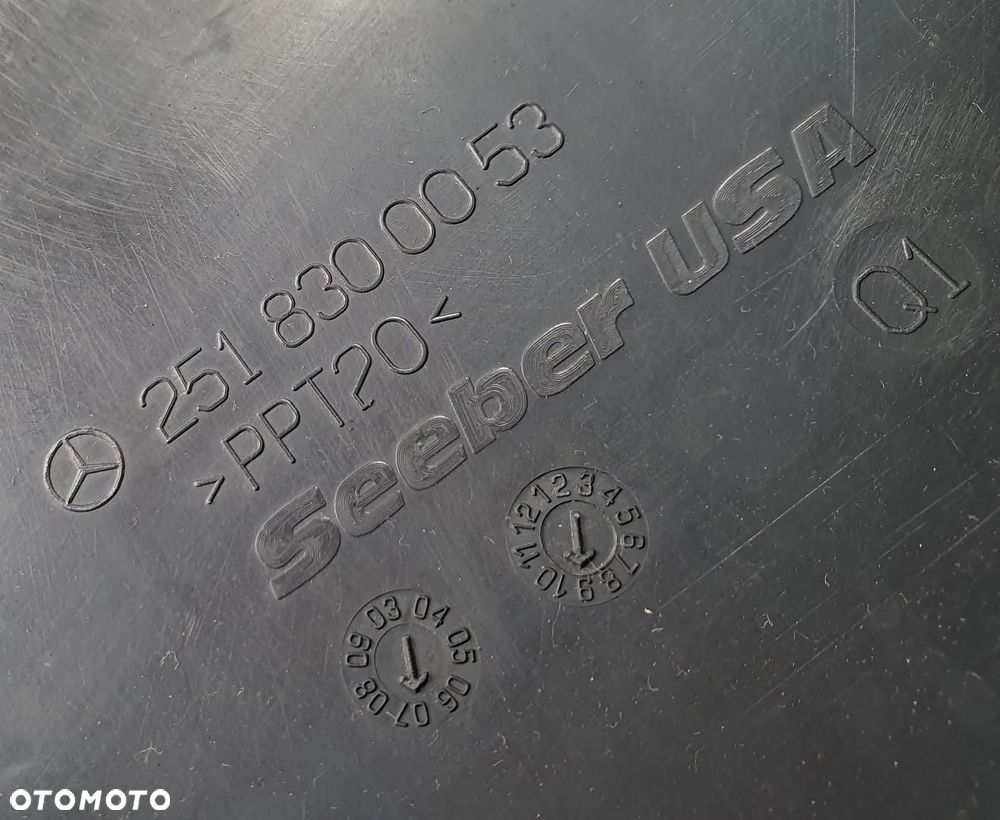 251 830 00 53
>PPT20<
Seeber USA
Q1
12 1 2 3 4 5 6 7 8 9 10 11
03 04 05 06 07 08 09
OTOMOTO